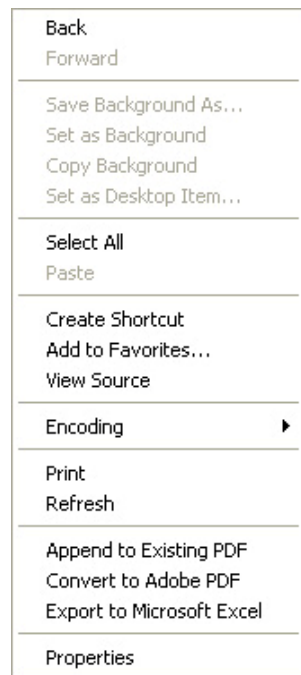 Back
Forward
Save Background As...
Set as Background
Copy Background
Set as Desktop Item...
Select All
Paste
Create Shortcut
Add to Favorites...
View Source
Encoding
Print
Refresh
Append to Existing PDF
Convert to Adobe PDF
Export to Microsoft Excel
Properties